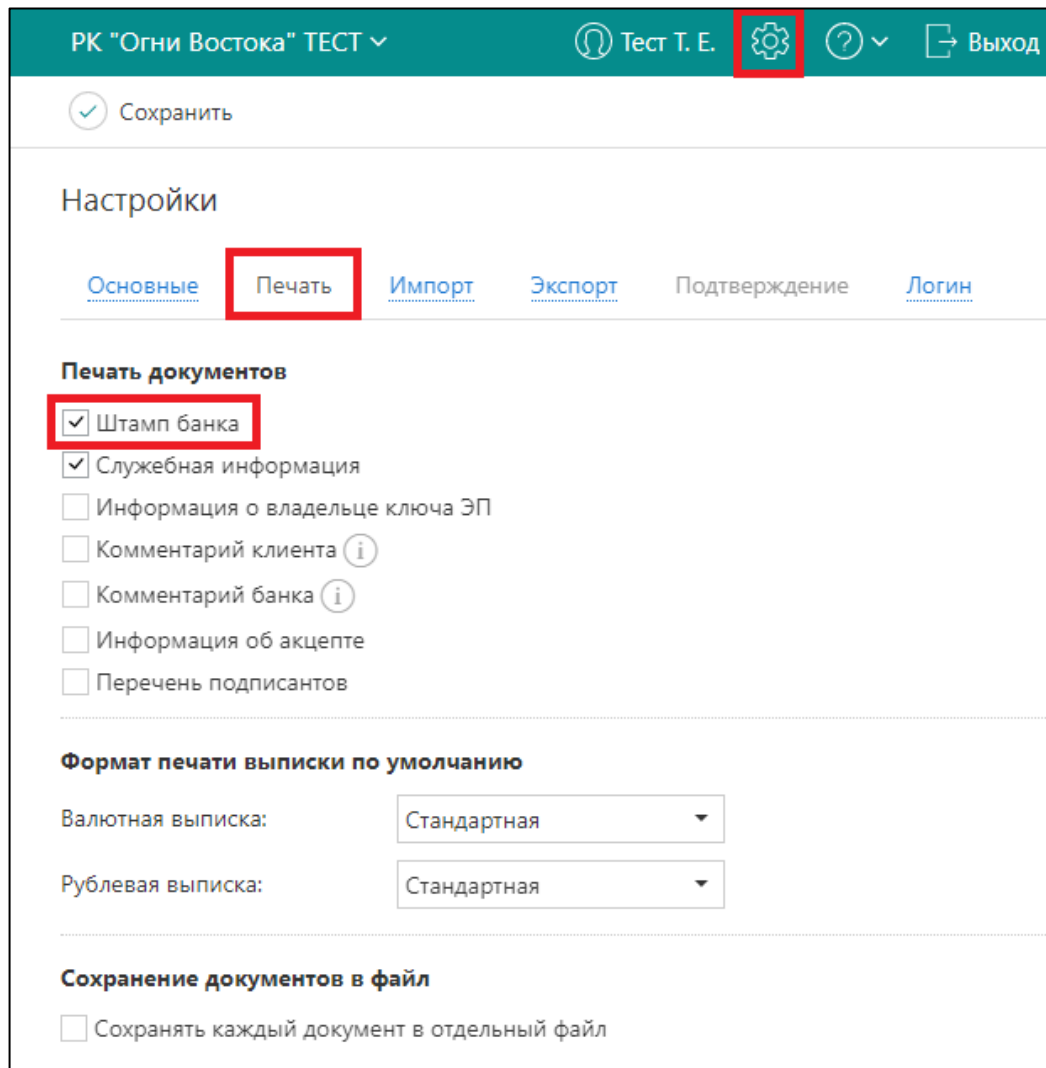 РК "Огни Востока" ТЕСТ Тест Т. Е. ? Выход
Сохранить
Настройки
Основные Печать Импорт Экспорт Подтверждение Логин
Печать документов
Штамп банка
Служебная информация
Информация о владельце ключа ЭП
Комментарий клиента i
Комментарий банка i
Информация об акцепте
Перечень подписантов
Формат печати выписки по умолчанию
Валютная выписка: Стандартная
Рублевая выписка: Стандартная
Сохранение документов в файл
Сохранять каждый документ в отдельный файл